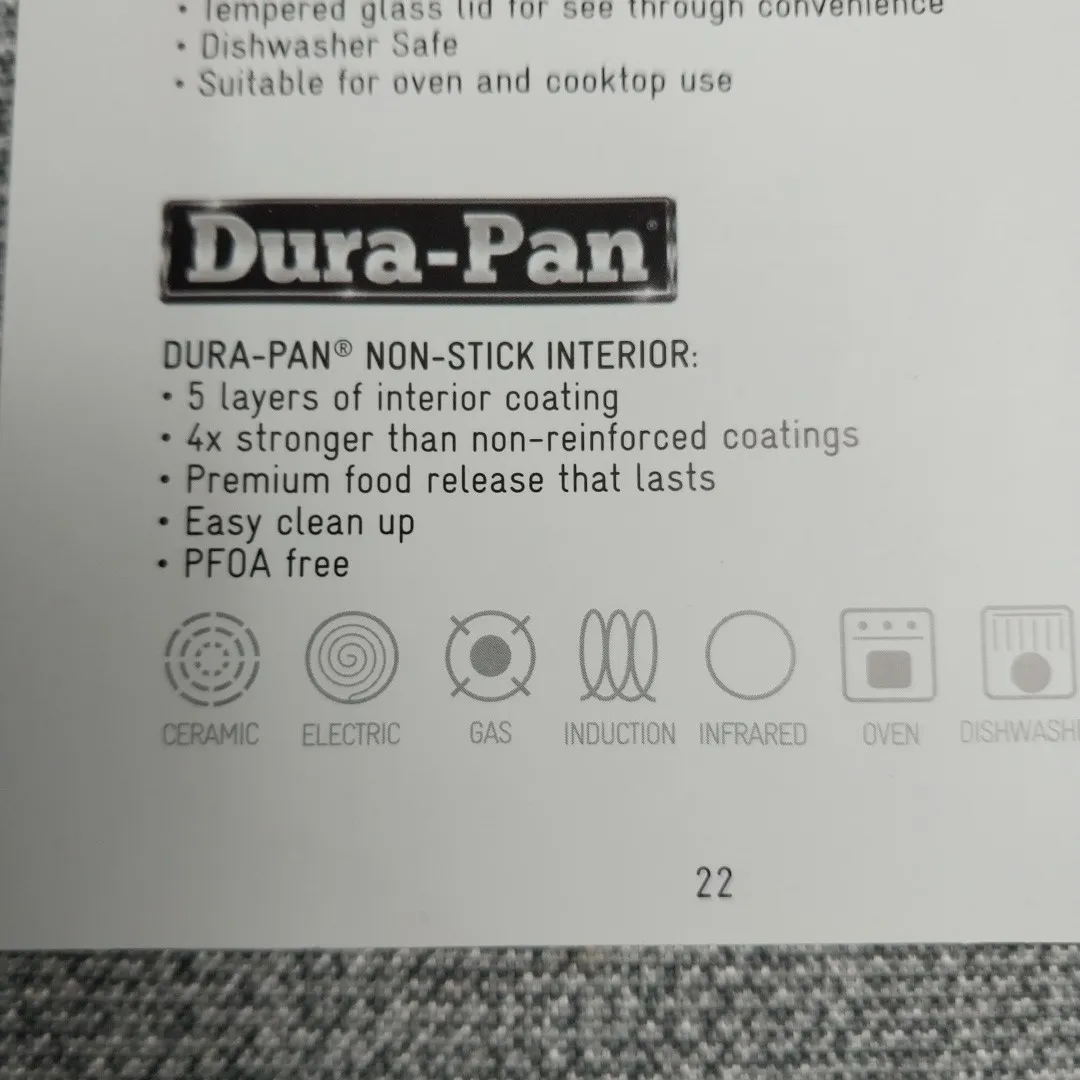 • Tempered glass lid for see through convenience
• Dishwasher Safe
• Suitable for oven and cooktop use
Dura-Pan®
DURA-PAN® NON-STICK INTERIOR:
• 5 layers of interior coating
• 4x stronger than non-reinforced coatings
• Premium food release that lasts
• Easy clean up
• PFOA free
CERAMIC ELECTRIC GAS INDUCTION INFRARED OVEN DISHWASH
22